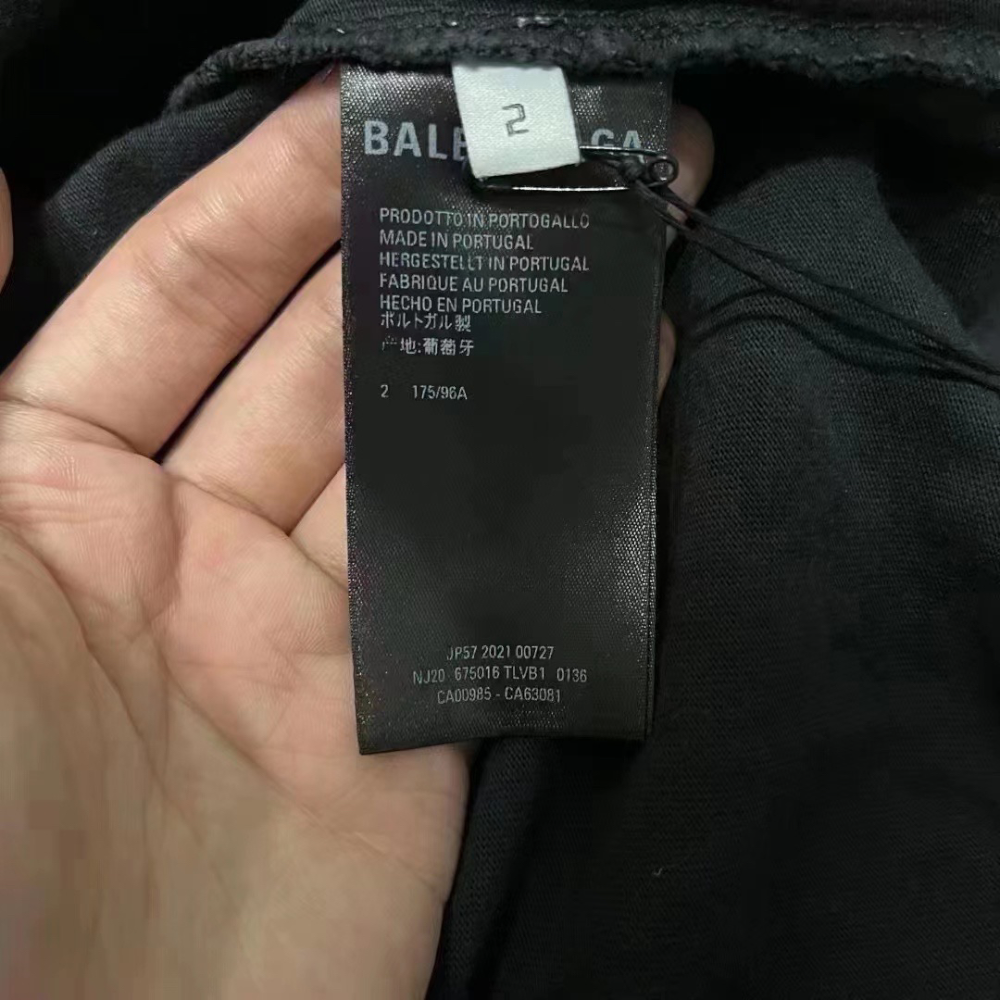 2
BALE GA
PRODOTTO IN PORTOGALLO
MADE IN PORTUGAL
HERGESTELLT IN PORTUGAL
FABRIQUE AU PORTUGAL
HECHO EN PORTUGAL
ポルトガル製
产地:葡萄牙
2 175/96A
JP57 2021 00727
NJ20 675016 TLVB1 0136
CA00985 - CA63081